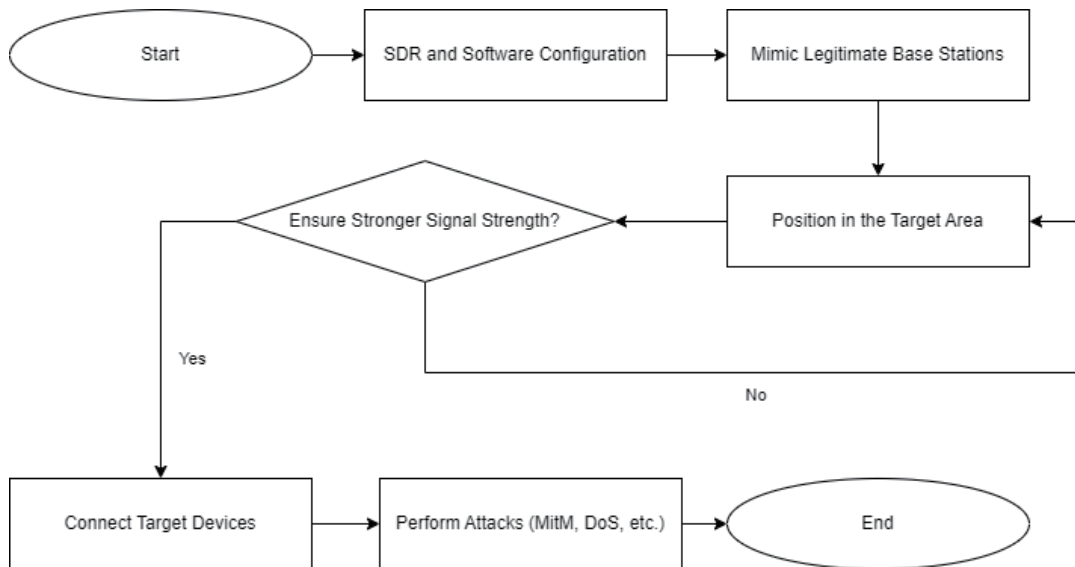 Start
SDR and Software Configuration
Mimic Legitimate Base Stations
Ensure Stronger Signal Strength?
Position in the Target Area
Yes
No
Connect Target Devices
Perform Attacks (MitM, DoS, etc.)
End